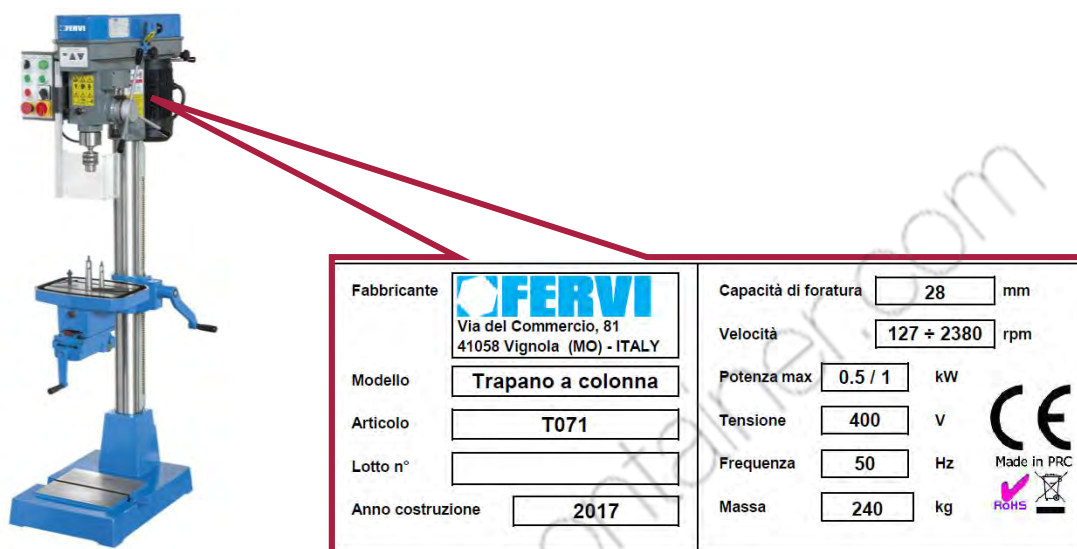 FERVI
Fabbricante
FERVI
Via del Commercio, 81
41058 Vignola (MO) - ITALY
Modello Trapano a colonna
Articolo T071
Lotto n°
Anno costruzione 2017
Capacità di foratura 28 mm
Velocità 127 ÷ 2380 rpm
Potenza max 0.5 / 1 kW
Tensione 400 V
Frequenza 50 Hz
Massa 240 kg
CE
Made in PRC
RoHS